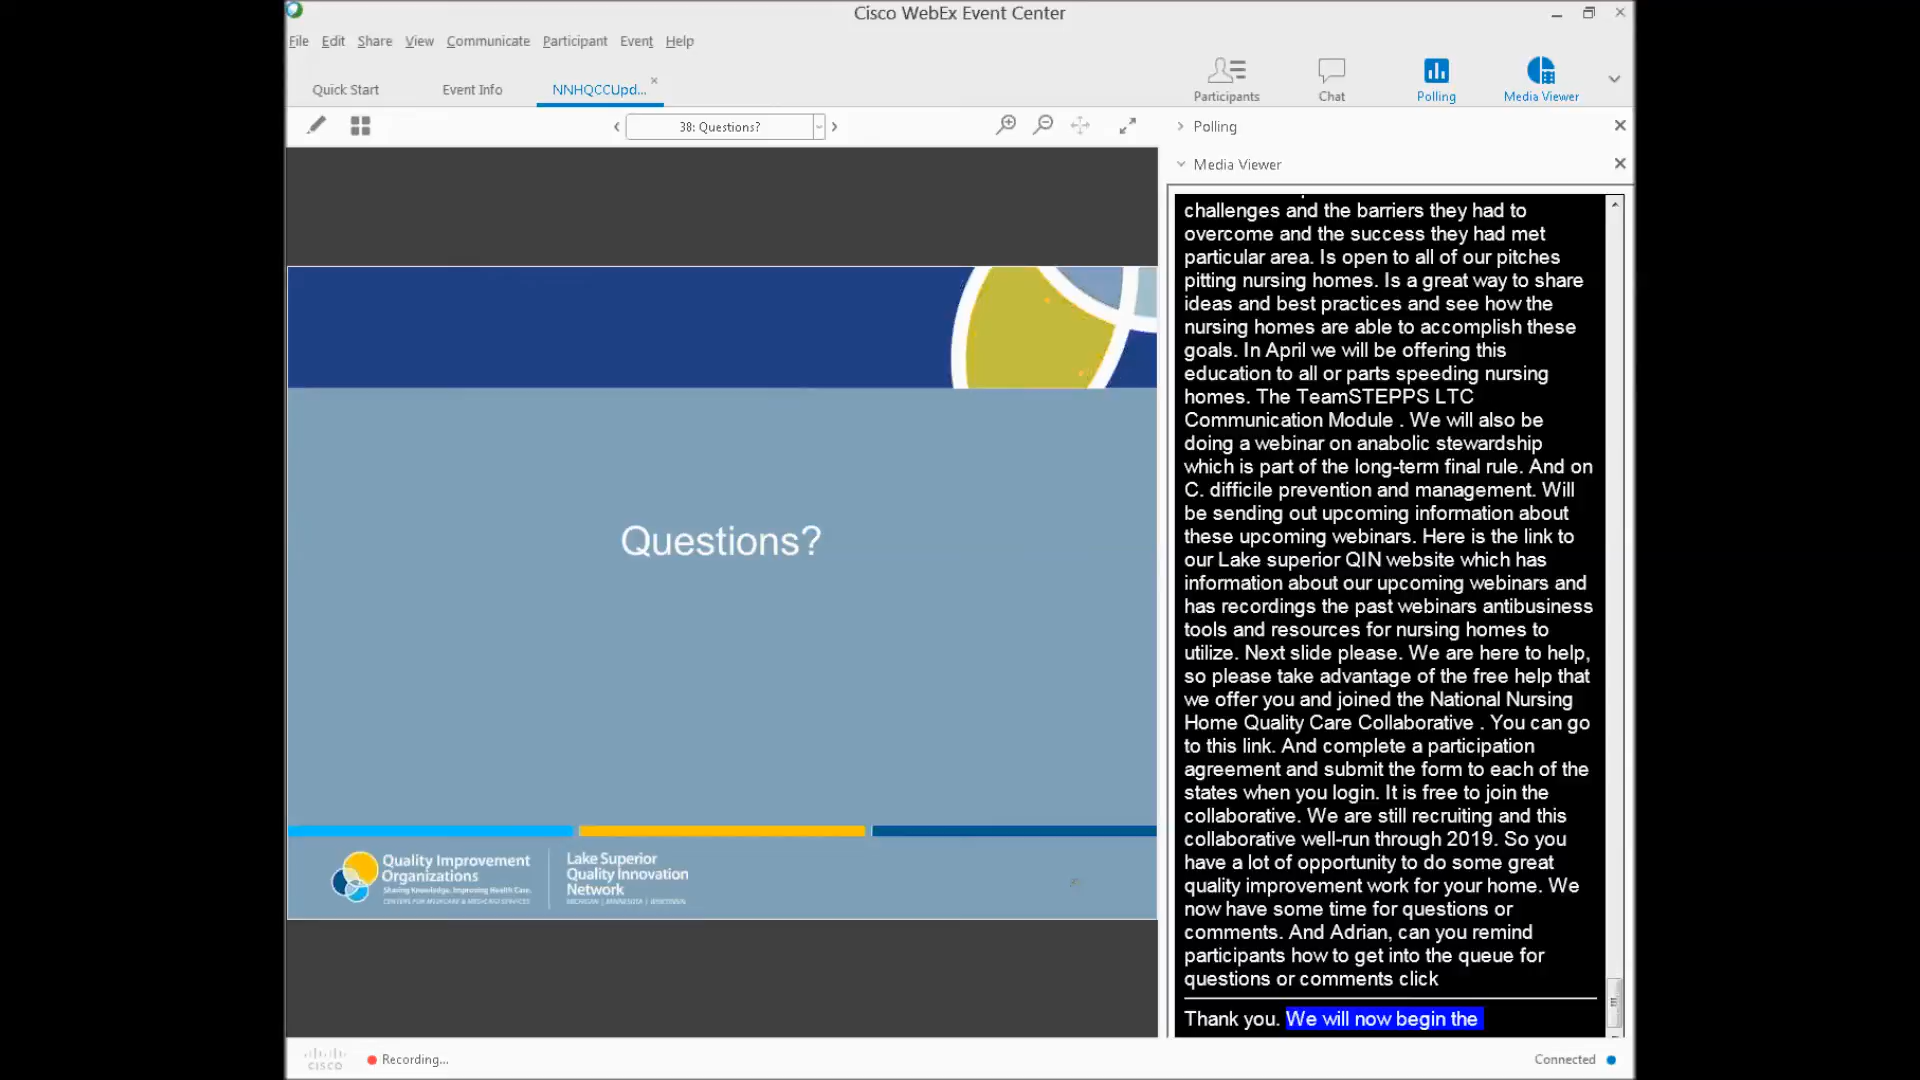 Cisco WebEx Event Center
File Edit Share View Communicate Participant Event Help
Quick Start Event Info NNHQCCUpd...
Participants Chat Polling Media Viewer
38: Questions?
Polling
Media Viewer
challenges and the barriers they had to
overcome and the success they had met
particular area. Is open to all of our pitches
pitting nursing homes. Is a great way to share
ideas and best practices and see how the
nursing homes are able to accomplish these
goals. In April we will be offering this
education to all or parts speeding nursing
homes. The TeamSTEPPS LTC
Communication Module . We will also be
doing a webinar on anabolic stewardship
which is part of the long-term final rule. And on
C. difficile prevention and management. Will
be sending out upcoming information about
these upcoming webinars. Here is the link to
our Lake superior QIN website which has
information about our upcoming webinars and
has recordings the past webinars antibusiness
tools and resources for nursing homes to
utilize. Next slide please. We are here to help,
so please take advantage of the free help that
we offer you and joined the National Nursing
Home Quality Care Collaborative . You can go
to this link. And complete a participation
agreement and submit the form to each of the
states when you login. It is free to join the
collaborative. We are still recruiting and this
collaborative well-run through 2019. So you
have a lot of opportunity to do some great
quality improvement work for your home. We
now have some time for questions or
comments. And Adrian, can you remind
participants how to get into the queue for
questions or comments click
Thank you. We will now begin the
Questions?
Quality Improvement
Organizations
Sharing Knowledge. Improving Health Care.
CENTERS FOR MEDICARE & MEDICAID SERVICES
Lake Superior
Quality Innovation
Network
MICHIGAN | MINNESOTA | WISCONSIN
CISCO
Recording...
Connected